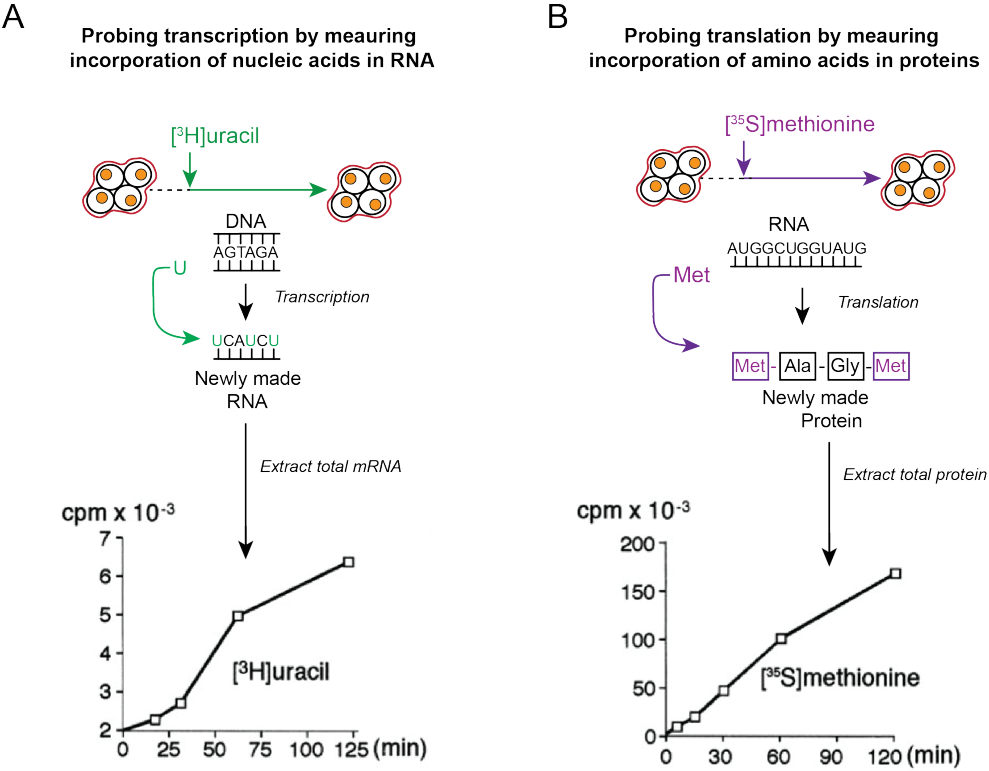 A
Probing transcription by meauring
incorporation of nucleic acids in RNA
[³H]uracil
DNA
AGTAGA
U
Transcription
UCAUCU
Newly made
RNA
Extract total mRNA
cpm x 10⁻³
7
6
5
4
3
2
[³H]uracil
0 25 50 75 100 125 (min)
B
Probing translation by meauring
incorporation of amino acids in proteins
[³⁵S]methionine
RNA
AUGGCUGGUAUG
Met
Translation
Met - Ala - Gly - Met
Newly made
Protein
Extract total protein
cpm x 10⁻³
200
150
100
50
0
[³⁵S]methionine
0 30 60 90 120 (min)